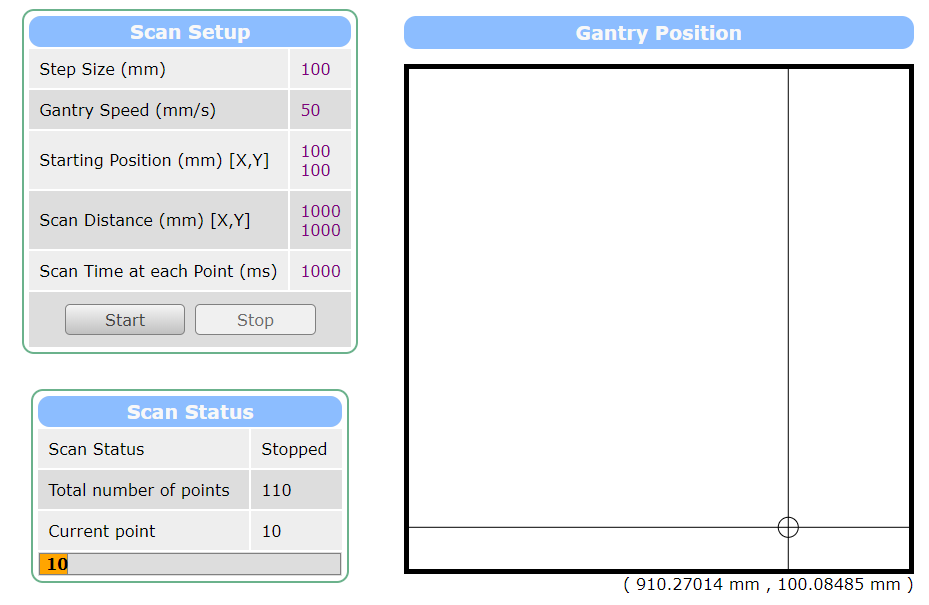 Scan Setup
Step Size (mm) 100
Gantry Speed (mm/s) 50
Starting Position (mm) [X,Y] 100
100
Scan Distance (mm) [X,Y] 1000
1000
Scan Time at each Point (ms) 1000
Start Stop
Scan Status
Scan Status Stopped
Total number of points 110
Current point 10
10
Gantry Position
( 910.27014 mm , 100.08485 mm )